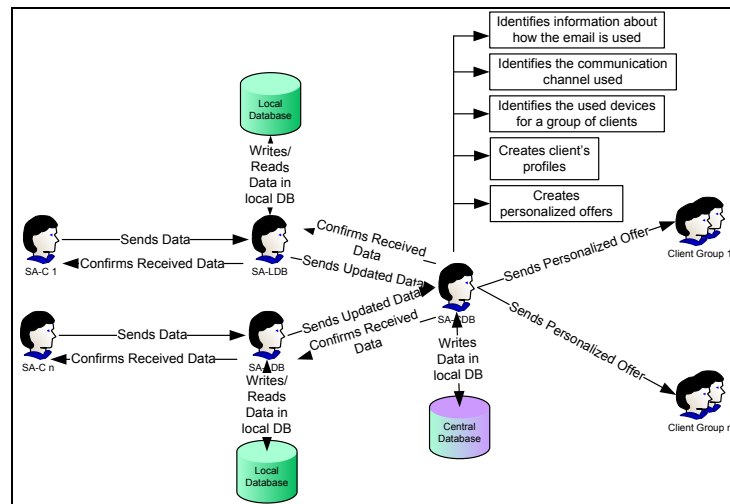 Identifies information about
how the email is used
Identifies the communication
channel used
Identifies the used devices
for a group of clients
Creates client's
profiles
Creates
personalized offers
Local
Database
Writes/
Reads
Data in
local DB
Sends Data
Confirms Received Data
SA-C 1
SA-LDB
Confirms Received
Data
Sends Updated Data
Sends Personalized Offer
Client Group 1
Sends Updated Data
Confirms Received
Data
Sends Data
Confirms Received Data
SA-C n
Sends Personalized Offer
Client Group n
Writes/
Reads
Data in
local DB
Local
Database
Writes
Data in
local DB
Central
Database